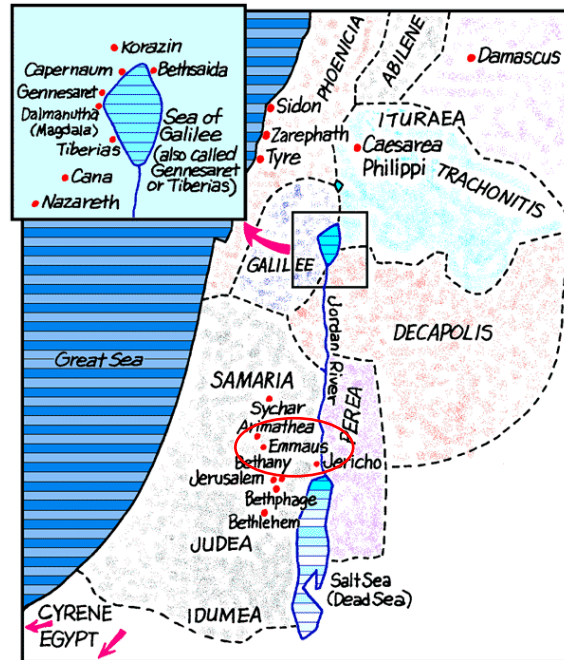 Korazin
Capernaum
Bethsaida
Gennesaret
Dalmanutha
(Magdala)
Tiberias
Cana
Nazareth
Sea of
Galilee
(also called
Gennesaret
or Tiberias)
PHOENICIA
ABILENE
Damascus
Sidon
Zarephath
Tyre
ITURAEA
Caesarea
Philippi
TRACHONITIS
GALILEE
Jordan River
DECAPOLIS
Great Sea
SAMARIA
Sychar
Arimathea
Emmaus
PEREA
Bethany
Jericho
Jerusalem
Bethphage
Bethlehem
JUDEA
Salt Sea
(Dead Sea)
IDUMEA
CYRENE
EGYPT